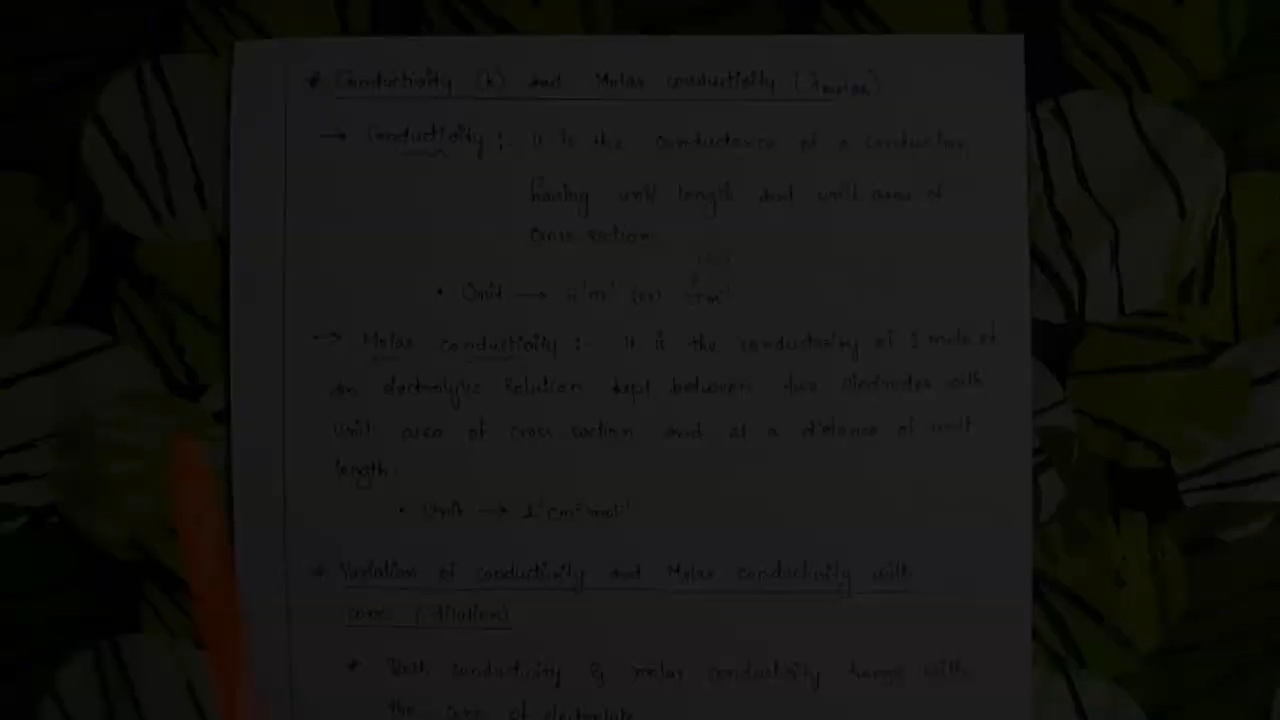 * Conductivity (k) and Molar conductivity (λmolar)
→ Conductivity :- It is the conductance of a conductor
having unit length and unit area of
cross section
• Unit → Ω⁻¹m⁻¹ (or)
→ Molar conductivity :- It is the conductivity of 1 mole of
an electrolytic solution kept between two electrodes with
unit area of cross section and at a distance of unit
length.
• Unit → Ω⁻¹cm²mol⁻¹
* Variation of conductivity and Molar conductivity with
conc (dilution)
* Both conductivity & molar conductivity change with
the conc of electrolyte